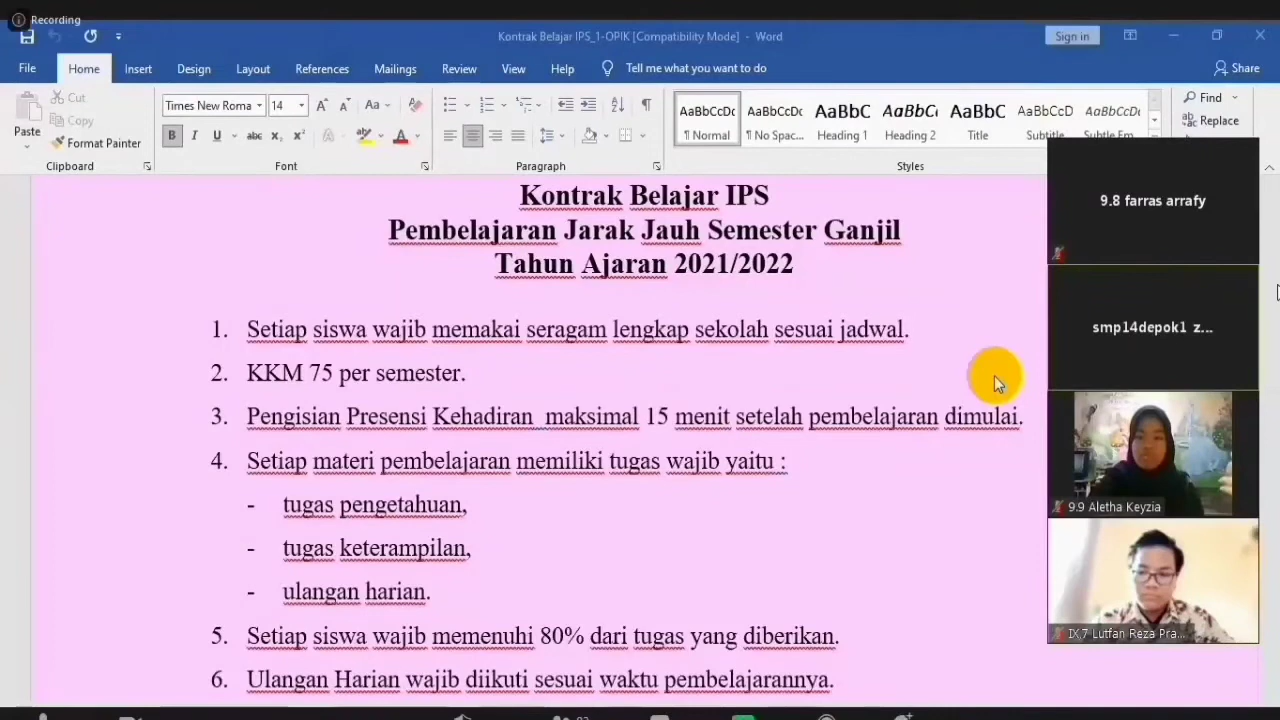 Recording
Kontrak Belajar IPS_1-OPIK [Compatibility Mode] - Word
Sign in
File Home Insert Design Layout References Mailings Review View Help Tell me what you want to do Share
Paste
Cut
Copy
Format Painter
Clipboard
Times New Roma 14
Font
Paragraph
AaBbCcDc AaBbCcDc AaBbC AaBbCc AaBbC AaBbCcD AaBbCcDc
¶ Normal ¶ No Spac... Heading 1 Heading 2 Title Subtitle Subtle Em...
Styles
Find
Replace
Kontrak Belajar IPS
Pembelajaran Jarak Jauh Semester Ganjil
Tahun Ajaran 2021/2022
1. Setiap siswa wajib memakai seragam lengkap sekolah sesuai jadwal.
2. KKM 75 per semester.
3. Pengisian Presensi Kehadiran maksimal 15 menit setelah pembelajaran dimulai.
4. Setiap materi pembelajaran memiliki tugas wajib yaitu :
- tugas pengetahuan,
- tugas keterampilan,
- ulangan harian.
5. Setiap siswa wajib memenuhi 80% dari tugas yang diberikan.
6. Ulangan Harian wajib diikuti sesuai waktu pembelajarannya.
9.8 farras arrafy
smp14depok1 z...
9.9 Aletha Keyzia
IX.7 Lutfan Reza Pra...